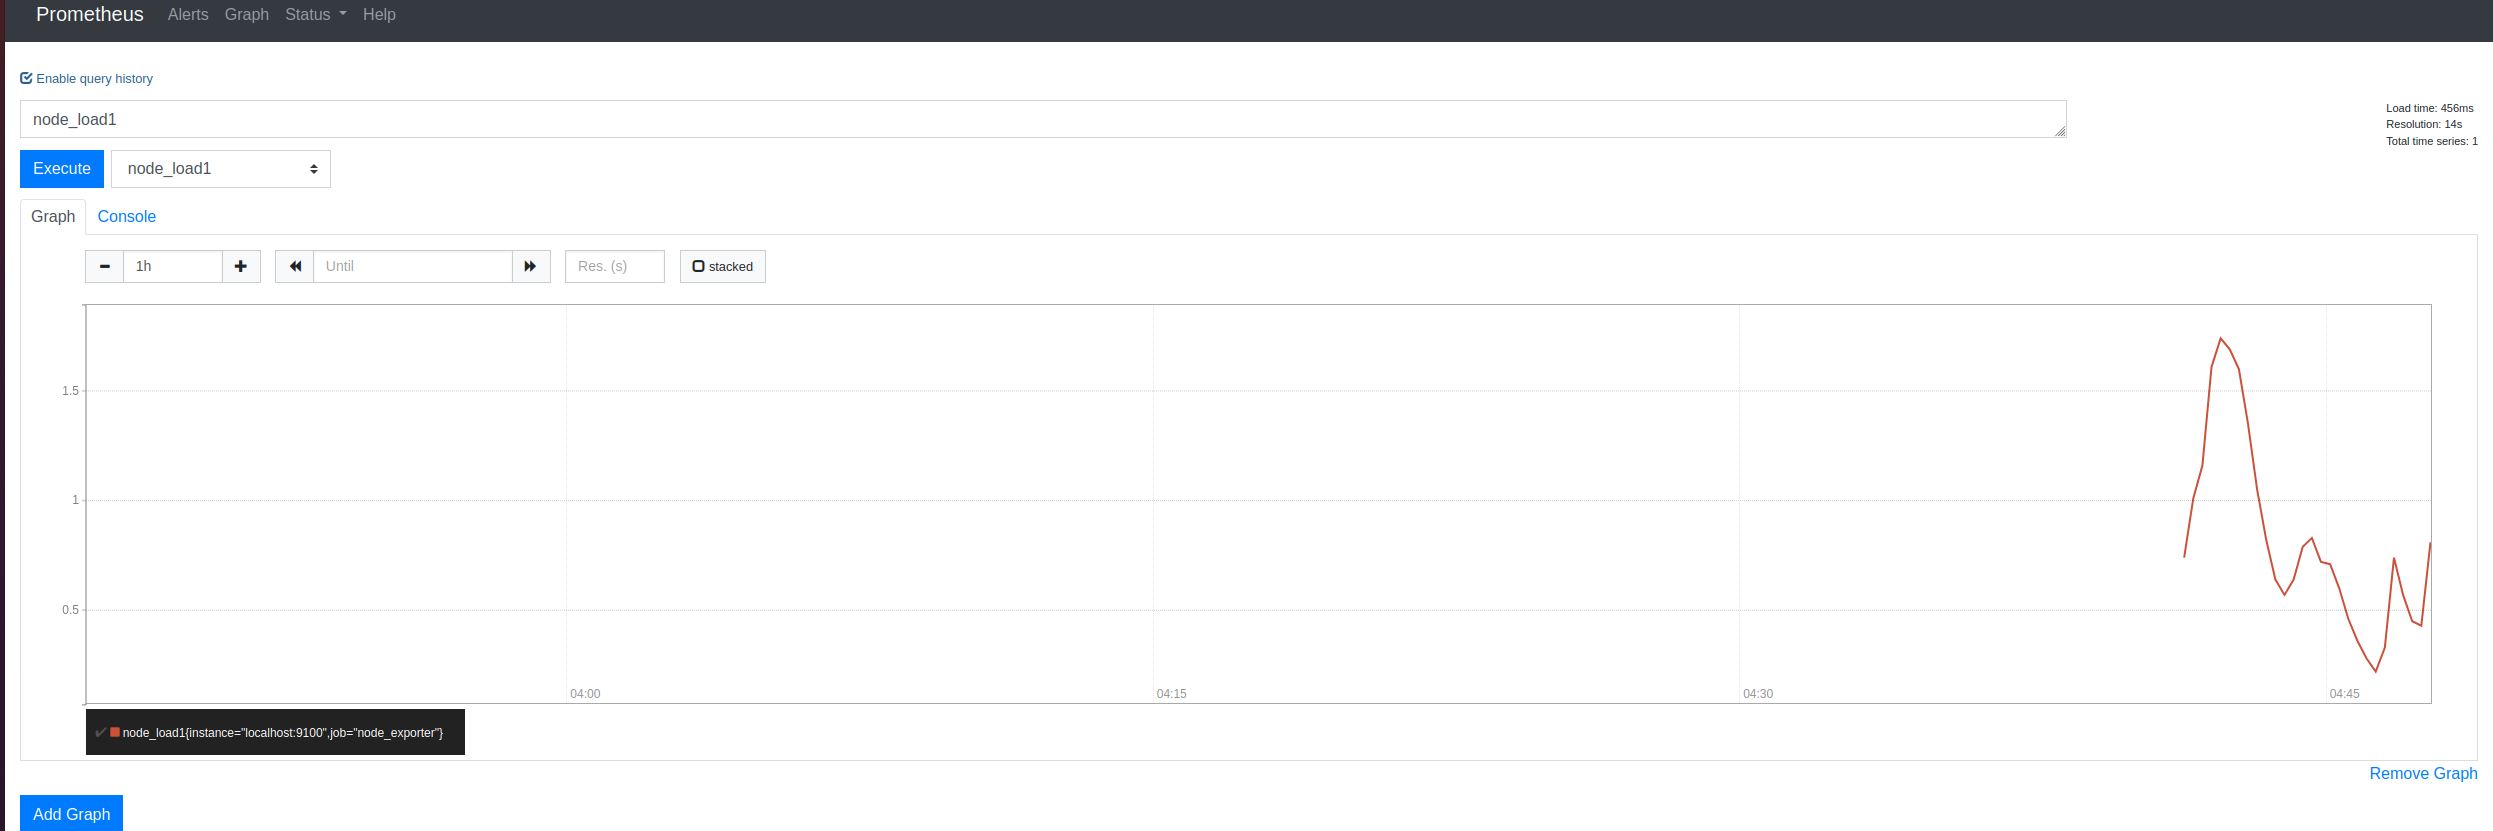 Prometheus Alerts Graph Status Help
Enable query history
node_load1
Load time: 456ms
Resolution: 14s
Total time series: 1
Execute node_load1
Graph Console
1h Until Res. (s) stacked
1.5
1
0.5
04:00 04:15 04:30 04:45
node_load1{instance="localhost:9100",job="node_exporter"}
Remove Graph
Add Graph